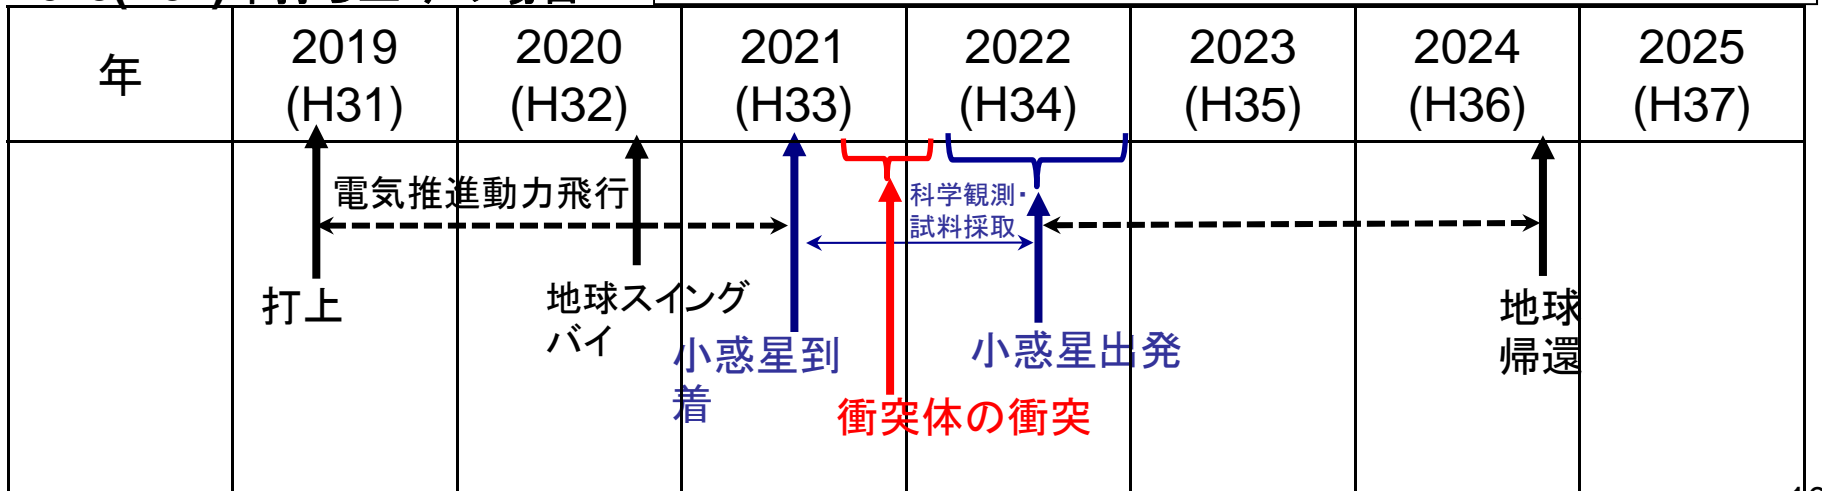 年
2019
(H31)
2020
(H32)
2021
(H33)
2022
(H34)
2023
(H35)
2024
(H36)
2025
(H37)
電気推進動力飛行
科学観測・
試料採取
打上
地球スイング
バイ
小惑星到
着
衝突体の衝突
小惑星出発
地球
帰還